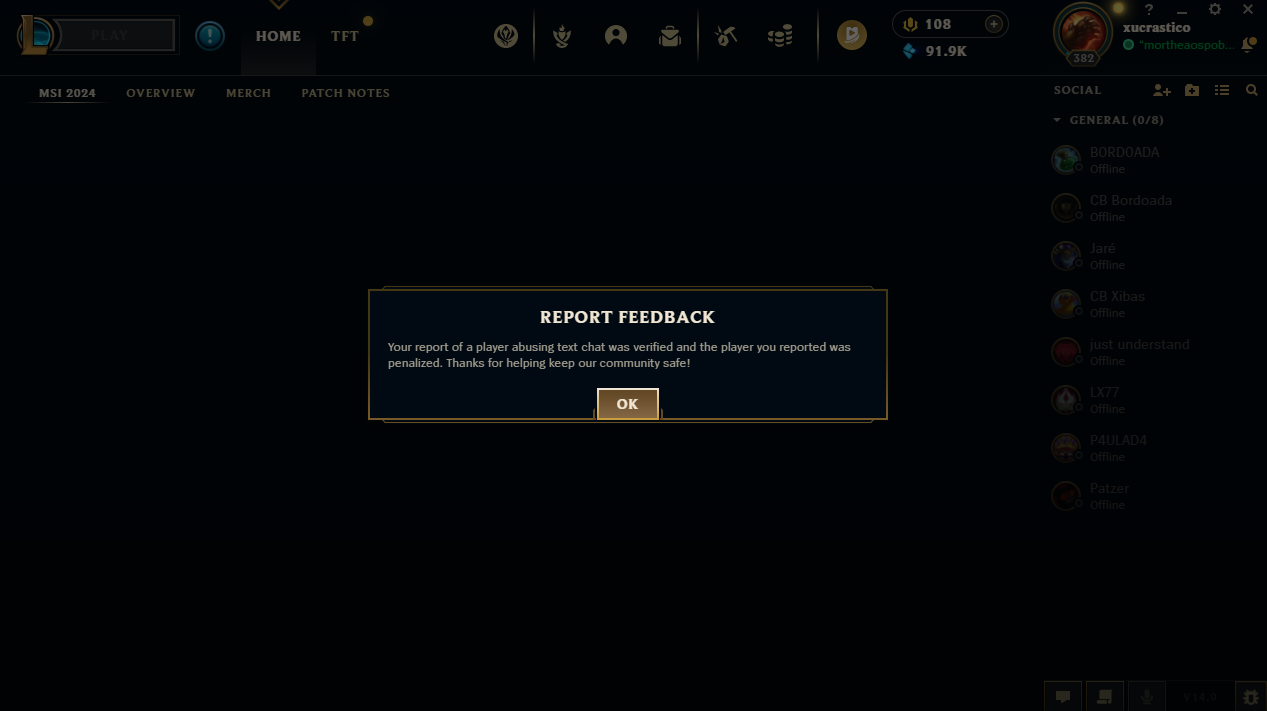 PLAY
HOME
TFT
108
91.9K
382
xucrastico
"mortheaospob...
MSI 2024
OVERVIEW
MERCH
PATCH NOTES
SOCIAL
GENERAL (0/8)
BORDOADA
Offline
CB Bordoada
Offline
Jaré
Offline
CB Xibas
Offline
just understand
Offline
LX77
Offline
P4ULAD4
Offline
Patzer
Offline
REPORT FEEDBACK
Your report of a player abusing text chat was verified and the player you reported was
penalized. Thanks for helping keep our community safe!
OK
V14.9